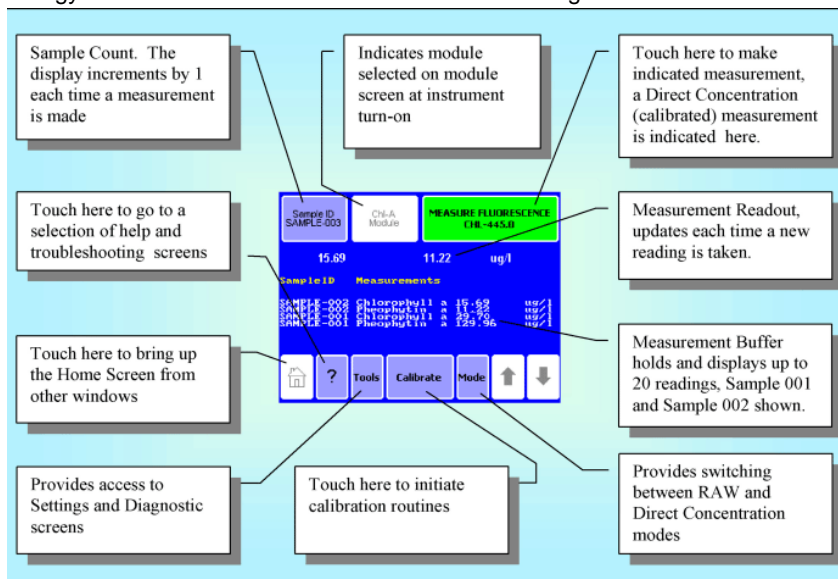 Sample Count.  The
display increments by 1
each time a measurement
is made
Indicates module
selected on module
screen at instrument
turn-on
Touch here to make
indicated measurement,
a Direct Concentration
(calibrated) measurement
is indicated  here.
Touch here to go to a
selection of help and
troubleshooting  screens
Sample ID
SAMPLE-003
Chl-A
Module
MEASURE FLUORESCENCE
CHL-445.0
Measurement Readout,
updates each time a new
reading is taken.
15.69 11.22 ug/l
SampleID Measurements
SAMPLE-002 Chlorophyll a 15.69 ug/l
SAMPLE-002 Pheophytin a 11.22 ug/l
SAMPLE-001 Chlorophyll a ug/l
SAMPLE-001 Pheophytin a 129.96 ug/l
Touch here to bring up
the Home Screen from
other windows
Measurement Buffer
holds and displays up to
20 readings, Sample 001
and Sample 002 shown.
? Tools Calibrate Mode
Provides access to
Settings and Diagnostic
screens
Touch here to initiate
calibration routines
Provides switching
between RAW and
Direct Concentration
modes